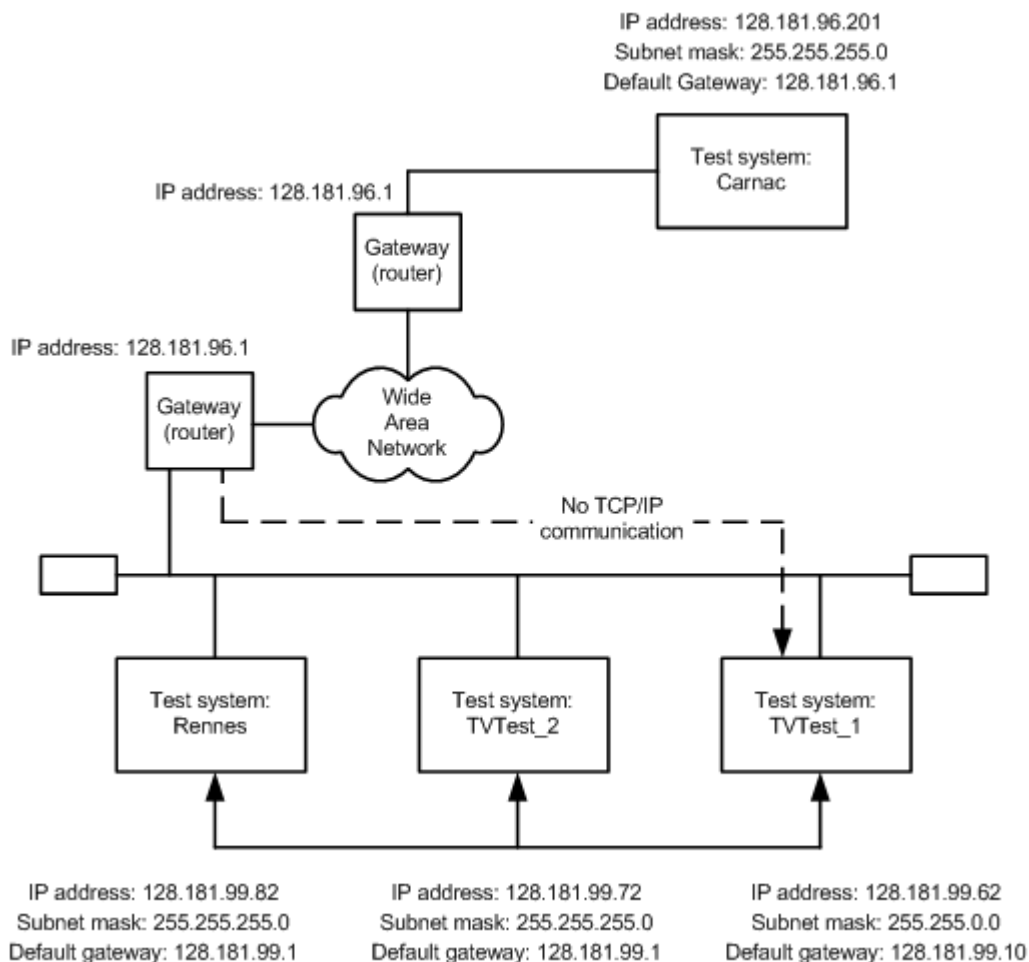 IP address: 128.181.96.201
Subnet mask: 255.255.255.0
Default Gateway: 128.181.96.1
Test system:
Carnac
IP address: 128.181.96.1
Gateway
(router)
IP address: 128.181.96.1
Gateway
(router)
Wide
Area
Network
No TCP/IP
communication
Test system:
Rennes
Test system:
TVTest_2
Test system:
TVTest_1
IP address: 128.181.99.82
Subnet mask: 255.255.255.0
Default gateway: 128.181.99.1
IP address: 128.181.99.72
Subnet mask: 255.255.255.0
Default gateway: 128.181.99.1
IP address: 128.181.99.62
Subnet mask: 255.255.0.0
Default gateway: 128.181.99.10